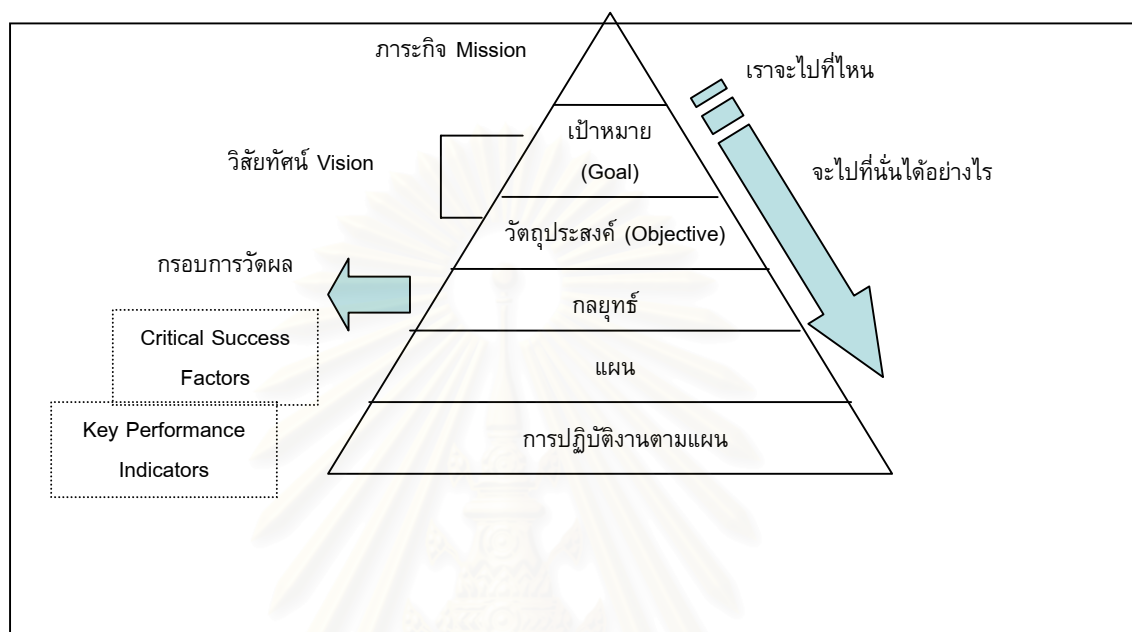 ภาระกิจ Mission
เราจะไปที่ไหน
เป้าหมาย
(Goal)
วิสัยทัศน์ Vision
จะไปที่นั่นได้อย่างไร
วัตถุประสงค์ (Objective)
กรอบการวัดผล
กลยุทธ์
Critical Success
Factors
แผน
Key Performance
Indicators
การปฏิบัติงานตามแผน